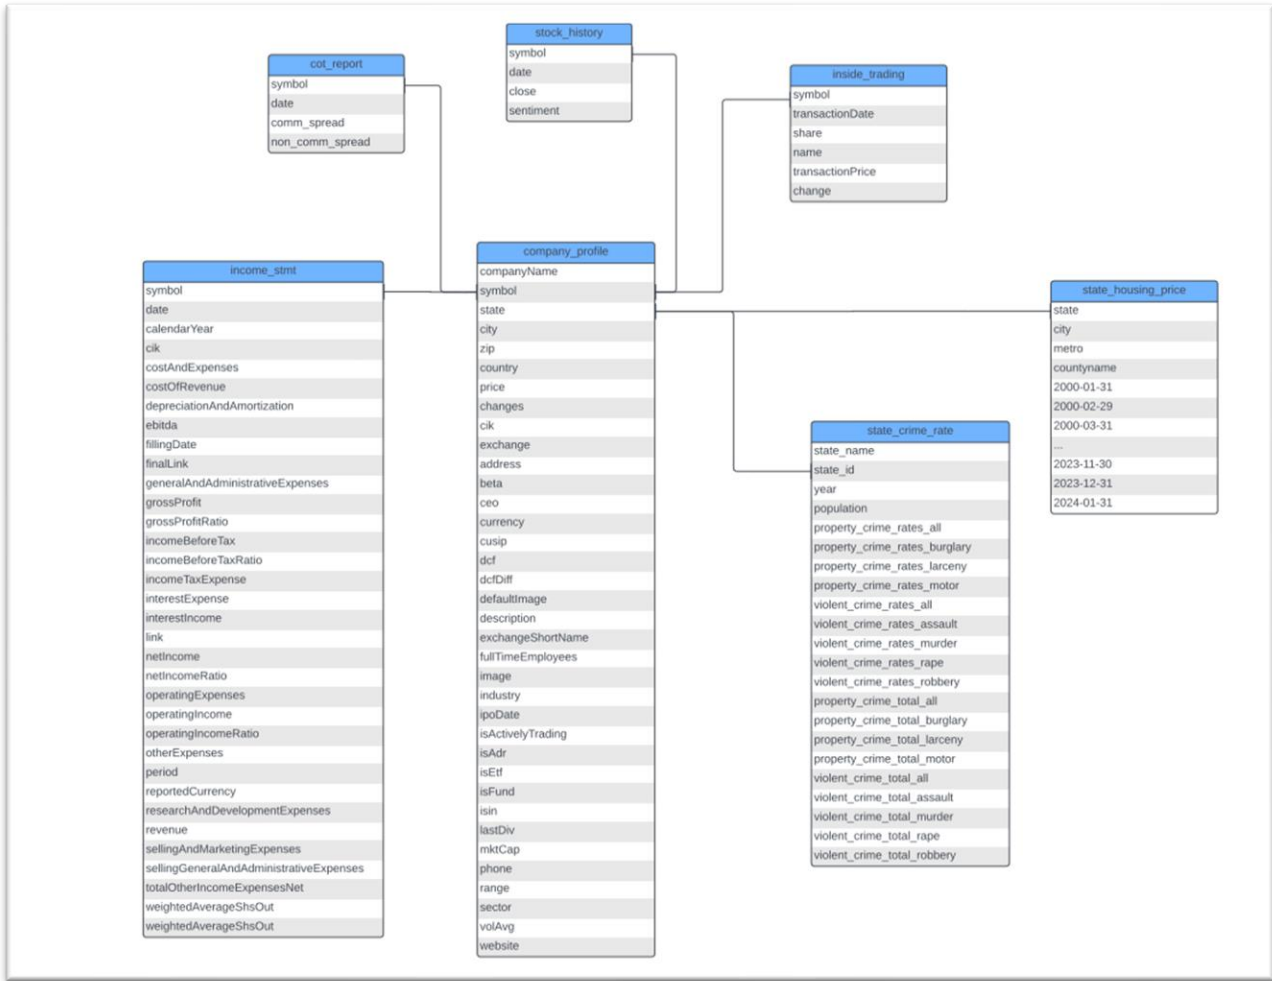 stock_history
symbol
date
close
sentiment
cot_report
symbol
date
comm_spread
non_comm_spread
inside_trading
symbol
transactionDate
share
name
transactionPrice
change
income_stmt
symbol
date
calendarYear
cik
costAndExpenses
costOfRevenue
depreciationAndAmortization
ebitda
fillingDate
finalLink
generalAndAdministrativeExpenses
grossProfit
grossProfitRatio
incomeBeforeTax
incomeBeforeTaxRatio
incomeTaxExpense
interestExpense
interestIncome
link
netIncome
netIncomeRatio
operatingExpenses
operatingIncome
operatingIncomeRatio
otherExpenses
period
reportedCurrency
researchAndDevelopmentExpenses
revenue
sellingAndMarketingExpenses
sellingGeneralAndAdministrativeExpenses
totalOtherIncomeExpensesNet
weightedAverageShsOut
weightedAverageShsOut
company_profile
companyName
symbol
state
city
zip
country
price
changes
cik
exchange
address
beta
ceo
currency
cusip
dcf
dcfDiff
defaultImage
description
exchangeShortName
fullTimeEmployees
image
industry
ipoDate
isActivelyTrading
isAdr
isEtf
isFund
isin
lastDiv
mktCap
phone
range
sector
volAvg
website
state_housing_price
state
city
metro
countyname
2000-01-31
2000-02-29
2000-03-31
...
2023-11-30
2023-12-31
2024-01-31
state_crime_rate
state_name
state_id
year
population
property_crime_rates_all
property_crime_rates_burglary
property_crime_rates_larceny
property_crime_rates_motor
violent_crime_rates_all
violent_crime_rates_assault
violent_crime_rates_murder
violent_crime_rates_rape
violent_crime_rates_robbery
property_crime_total_all
property_crime_total_burglary
property_crime_total_larceny
property_crime_total_motor
violent_crime_total_all
violent_crime_total_assault
violent_crime_total_murder
violent_crime_total_rape
violent_crime_total_robbery